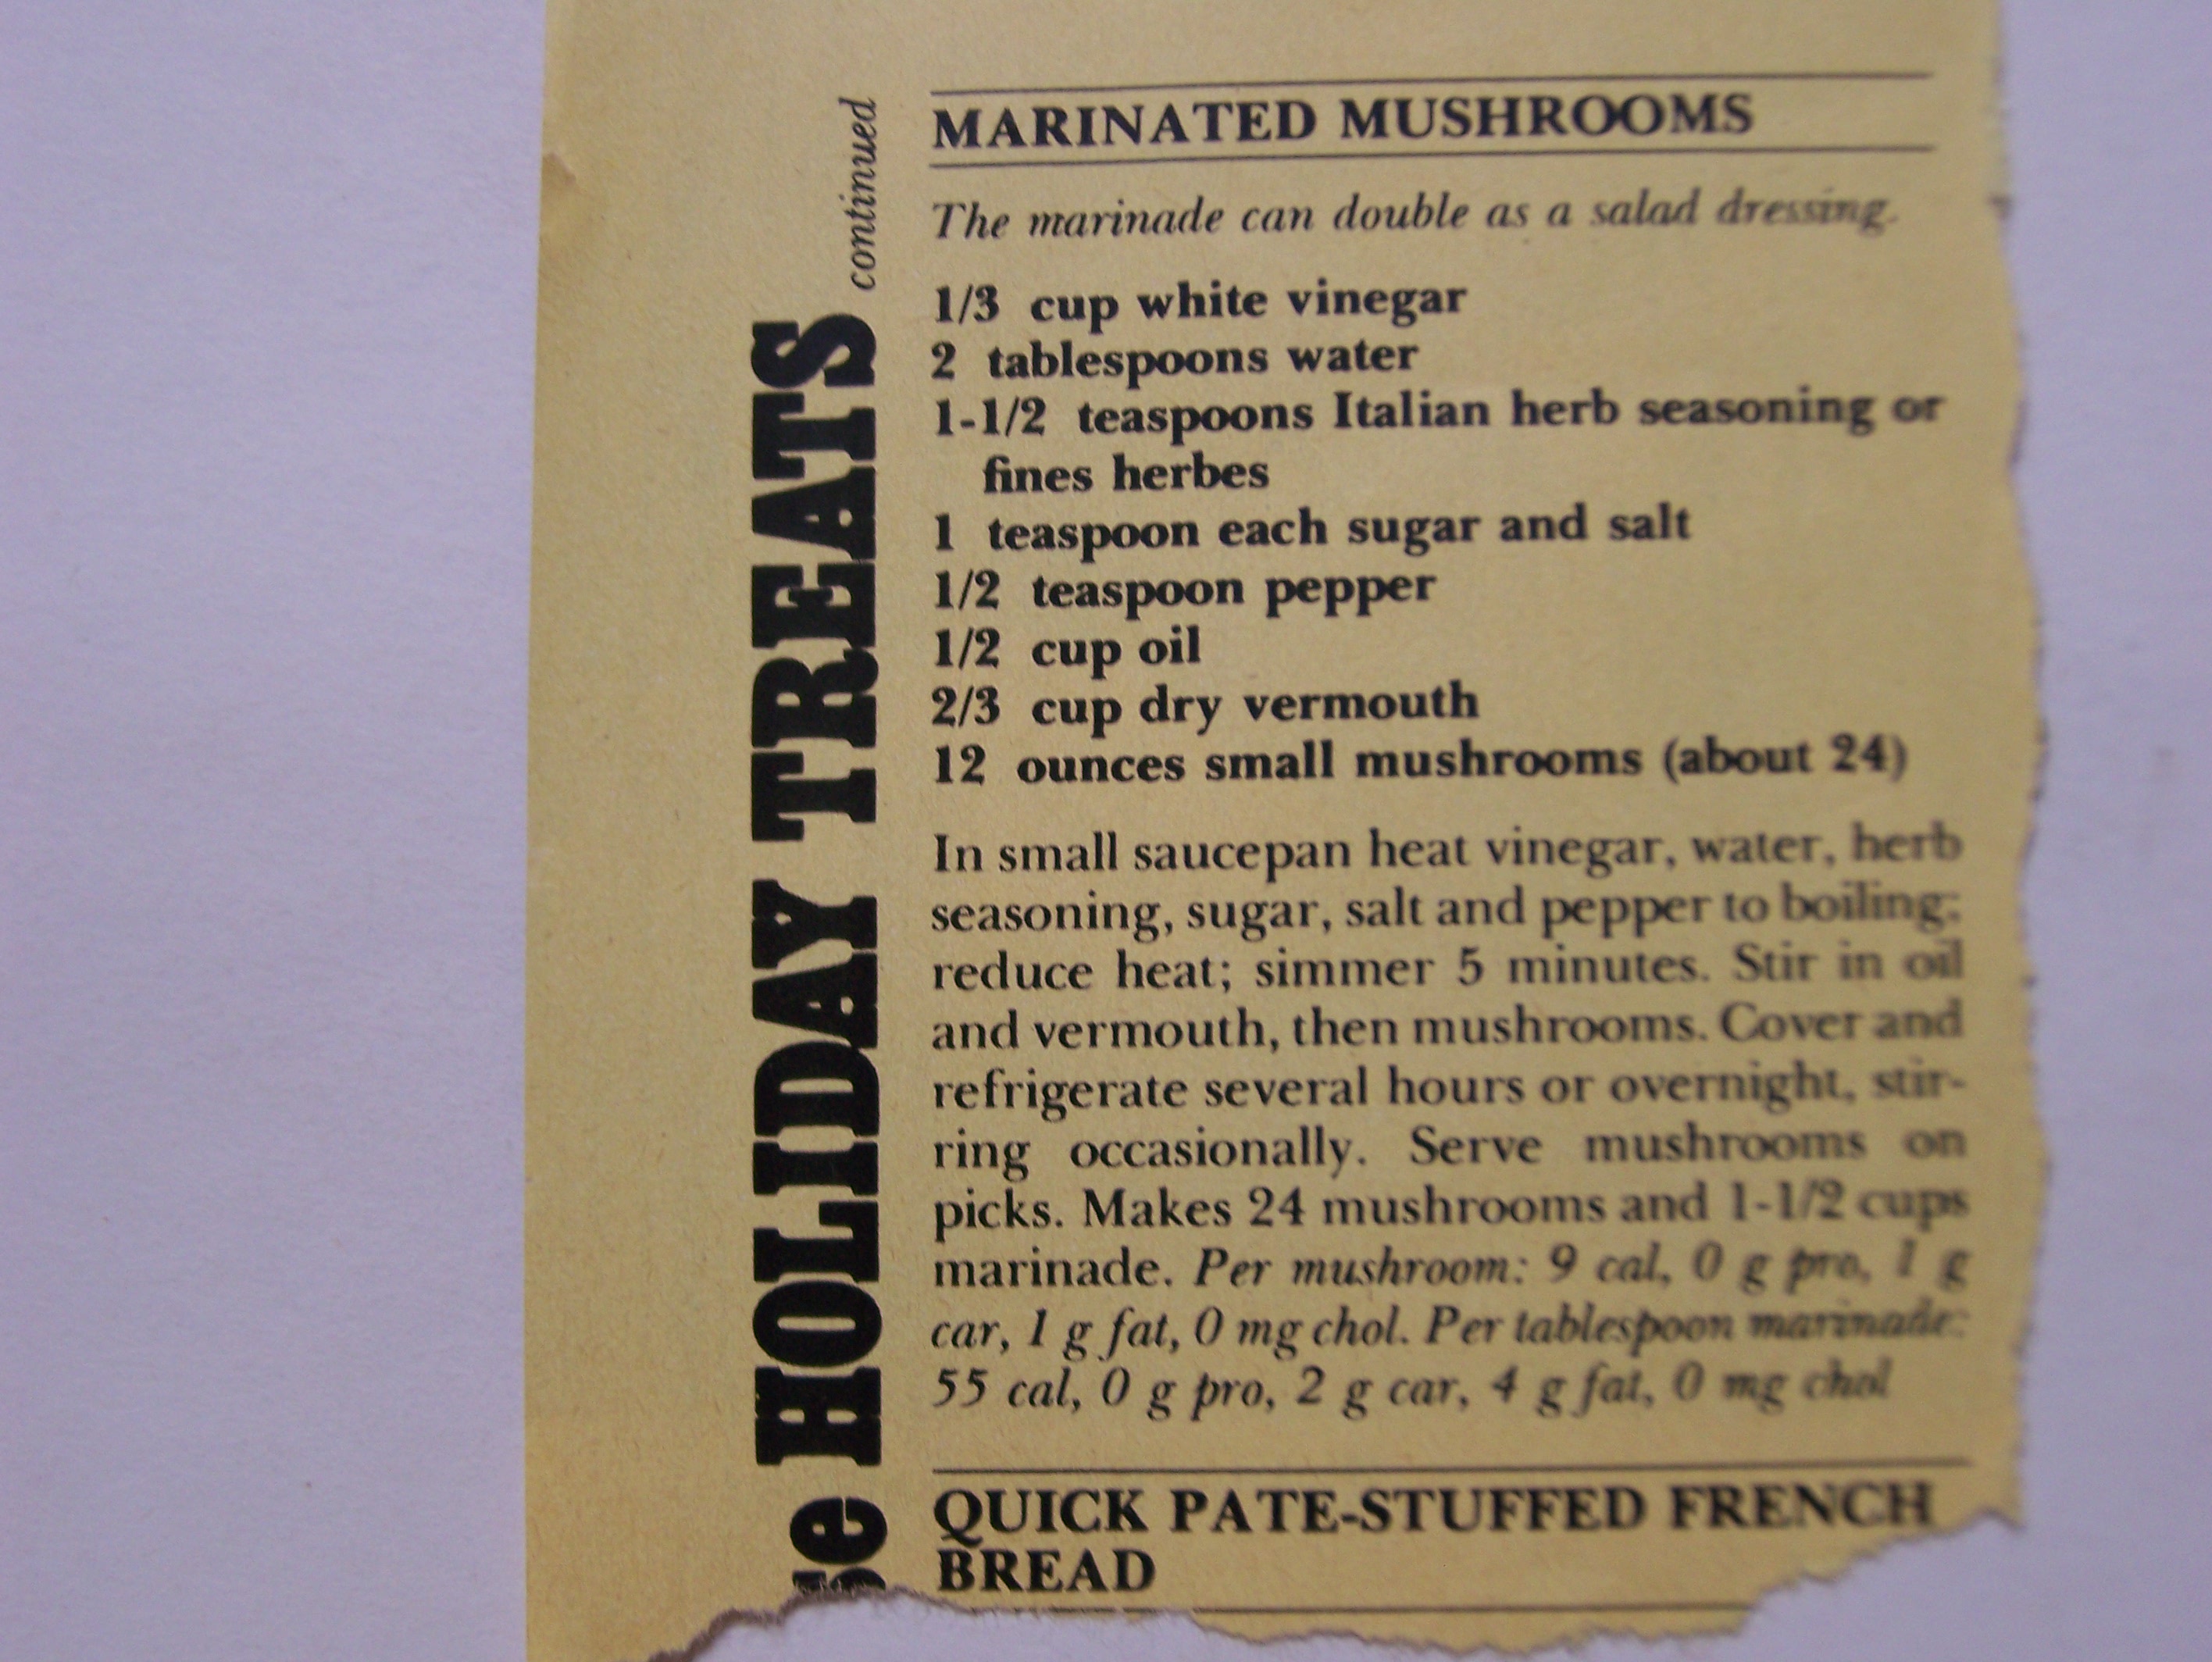 continued
HOLIDAY TREATS
MARINATED MUSHROOMS
The marinade can double as a salad dressing.
1/3 cup white vinegar
2 tablespoons water
1-1/2 teaspoons Italian herb seasoning or
fines herbes
1 teaspoon each sugar and salt
1/2 teaspoon pepper
1/2 cup oil
2/3 cup dry vermouth
12 ounces small mushrooms (about 24)
In small saucepan heat vinegar, water, herb
seasoning, sugar, salt and pepper to boiling;
reduce heat; simmer 5 minutes. Stir in oil
and vermouth, then mushrooms. Cover and
refrigerate several hours or overnight, stir-
ring occasionally. Serve mushrooms on
picks. Makes 24 mushrooms and 1-1/2 cups
marinade. Per mushroom: 9 cal, 0 g pro, 1 g
car, 1 g fat, 0 mg chol. Per tablespoon marinade:
55 cal, 0 g pro, 2 g car, 4 g fat, 0 mg chol
QUICK PATE-STUFFED FRENCH
BREAD